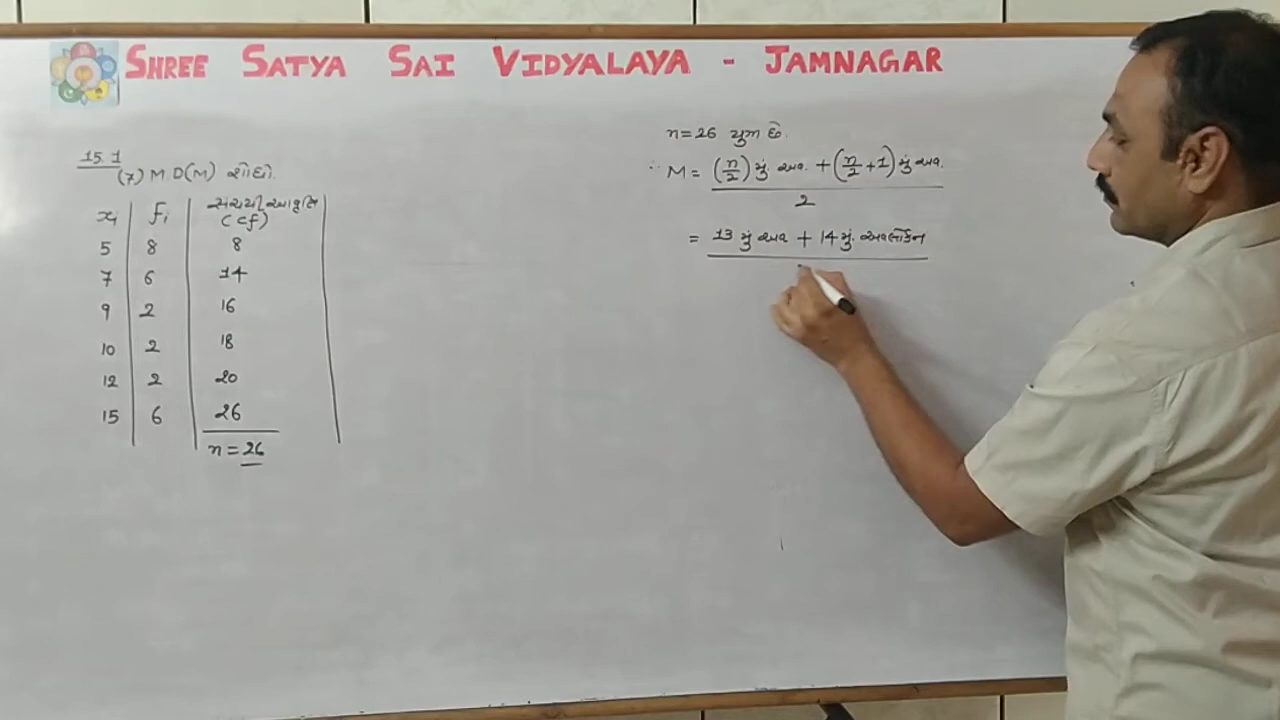 SHREE SATYA SAI VIDYALAYA - JAMNAGAR
15.1
(7) M D(M) શોધો.
xi fi સંચયી આવૃત્તિ
(cf)
5 8 8
7 6 14
9 2 16
10 2 18
12 2 20
15 6 26
n = 26
n=26 યુગ્મ છે.
∴ M = (n/2) મું અવ. + (n/2 + 1) મું અવ.
2
= 13 મું અવ + 14 મું. અવલોકન